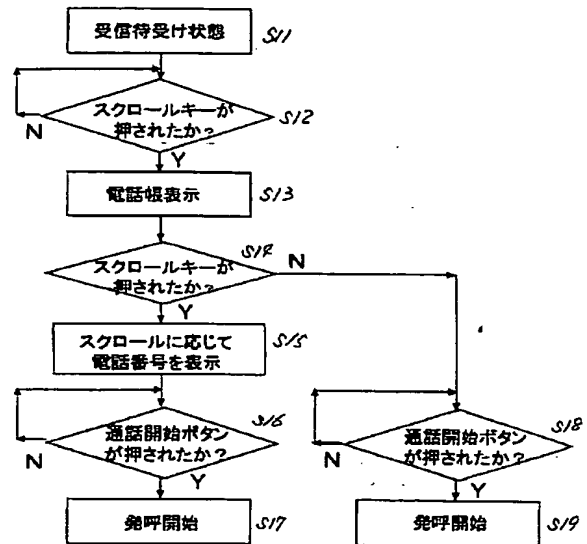 受信待受け状態
S11
スクロールキーが
押されたか?
S12
N
Y
電話帳表示
S13
スクロールキーが
押されたか?
S14
N
Y
スクロールに応じて
電話番号を表示
S15
通話開始ボタン
が押されたか?
S16
N
Y
発呼開始
S17
通話開始ボタン
が押されたか?
S18
N
Y
発呼開始
S19